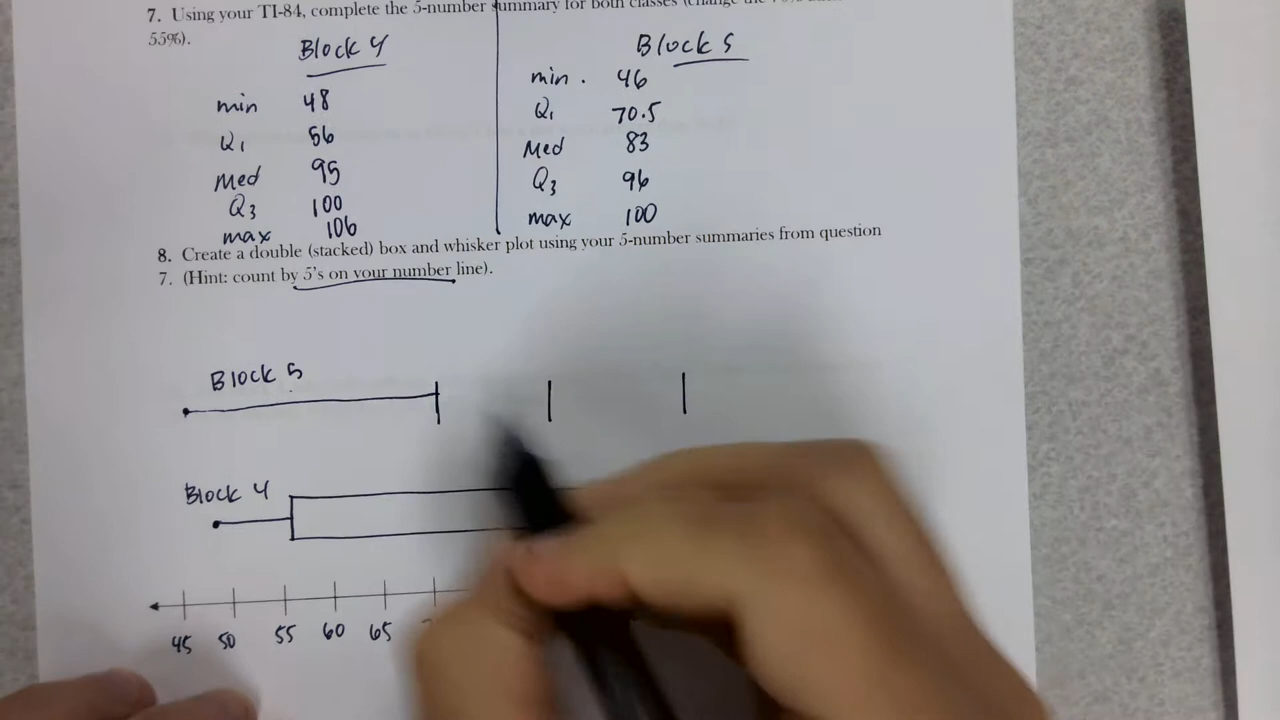 7. Using your TI-84, complete the 5-number summary for both classes (change the
55%).
Block 4
min 48
Q1 56
Med 95
Q3 100
max 106
Block 5
min. 46
Q1 70.5
Med 83
Q3 96
max 100
8. Create a double (stacked) box and whisker plot using your 5-number summaries from question
7. (Hint: count by 5's on your number line).
Block 5
Block 4
45 50 55 60 65